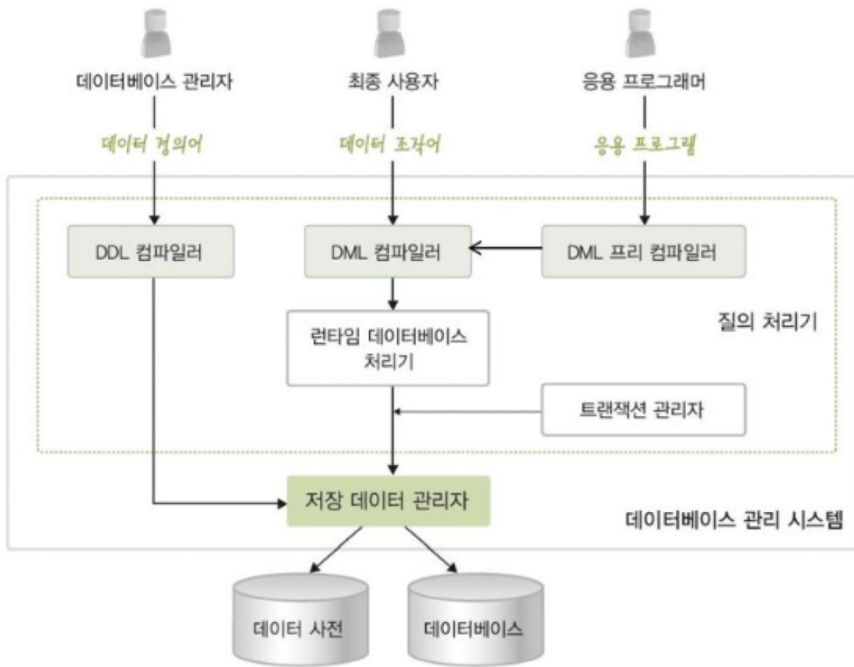 데이터베이스 관리자
최종 사용자
응용 프로그래머
데이터 정의어
데이터 조작어
응용 프로그램
DDL 컴파일러
DML 컴파일러
DML 프리 컴파일러
런타임 데이터베이스
처리기
질의 처리기
트랜잭션 관리자
저장 데이터 관리자
데이터베이스 관리 시스템
데이터 사전
데이터베이스